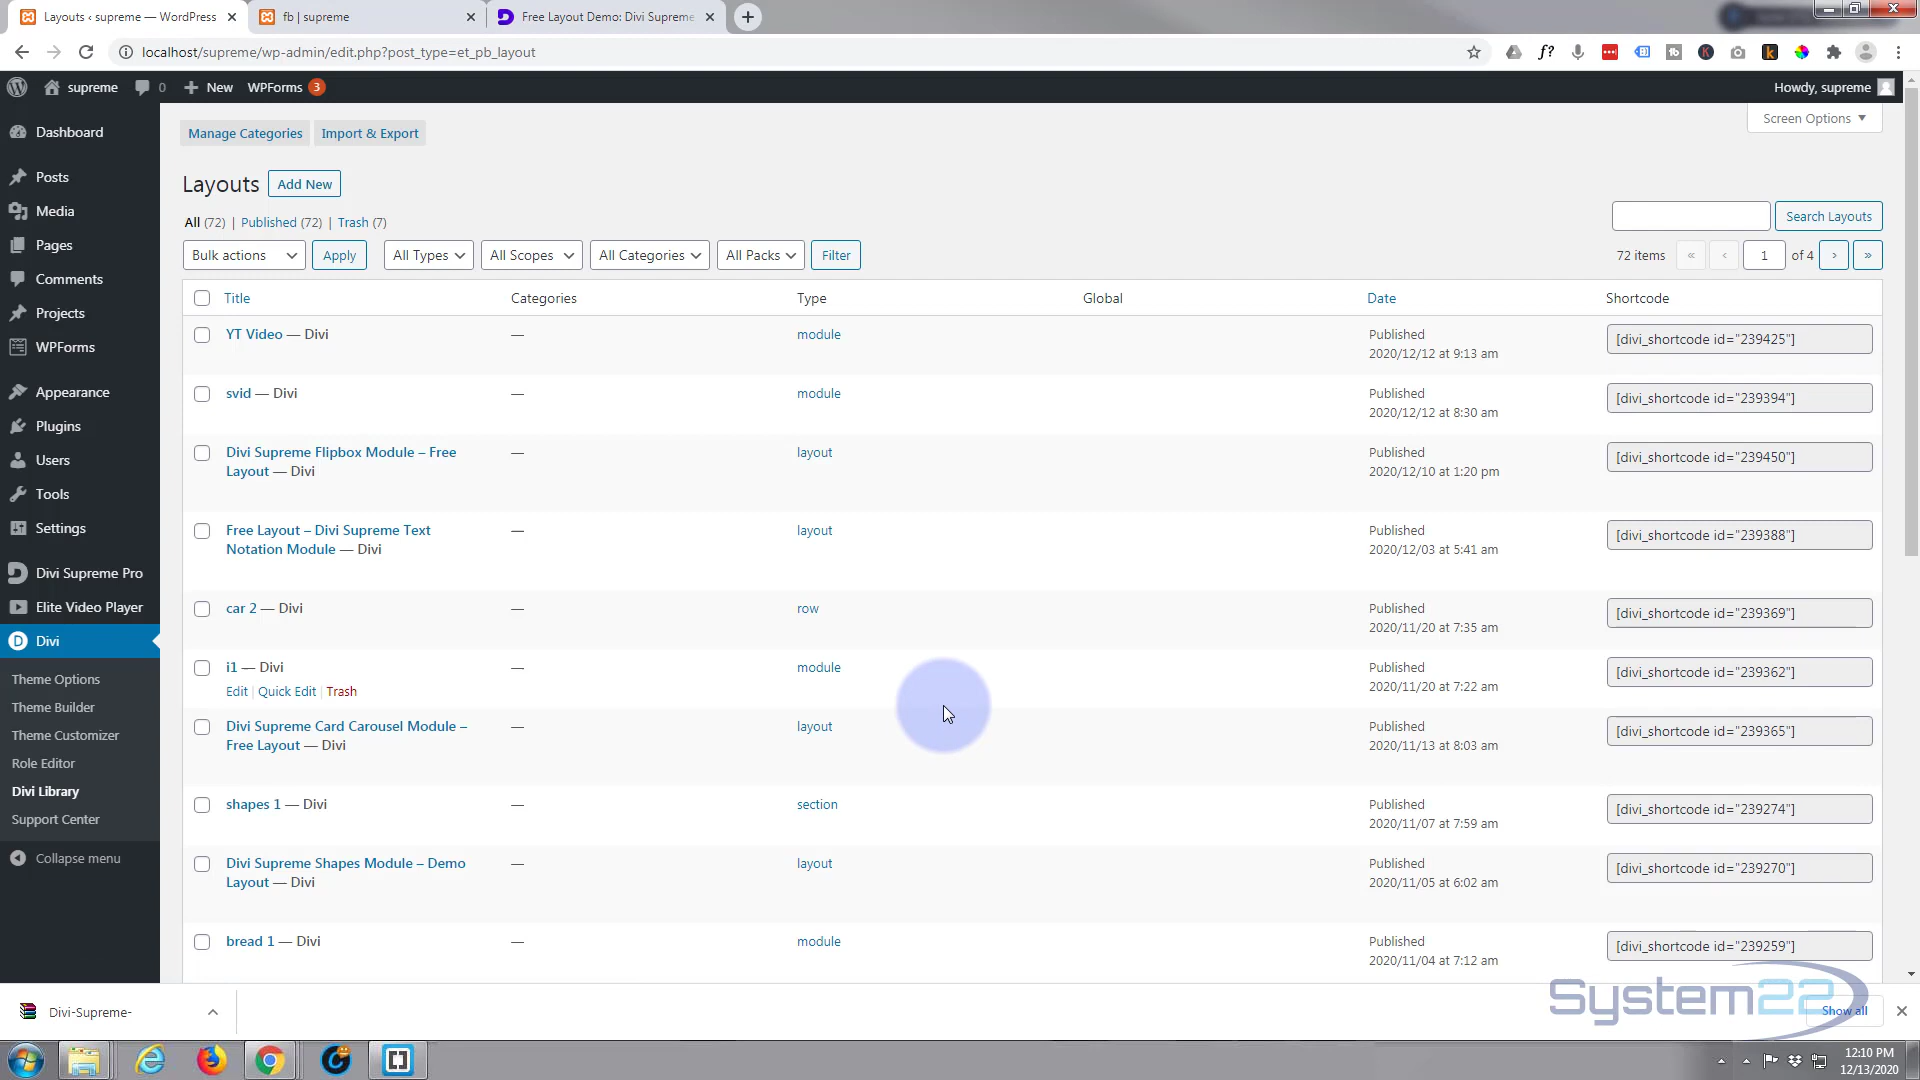 Layouts ‹ supreme — WordPress
fb | supreme
Free Layout Demo: Divi Supreme
localhost/supreme/wp-admin/edit.php?post_type=et_pb_layout
supreme
0
New
WPForms
3
Howdy, supreme
Dashboard
Posts
Media
Pages
Comments
Projects
WPForms
Appearance
Plugins
Users
Tools
Settings
Divi Supreme Pro
Elite Video Player
Divi
Theme Options
Theme Builder
Theme Customizer
Role Editor
Divi Library
Support Center
Collapse menu
Manage Categories
Import & Export
Screen Options
Layouts
Add New
All (72) | Published (72) | Trash (7)
Search Layouts
Bulk actions
Apply
All Types
All Scopes
All Categories
All Packs
Filter
72 items
«
‹
1
of 4
›
»
Title
Categories
Type
Global
Date
Shortcode
YT Video — Divi
—
module
Published
2020/12/12 at 9:13 am
[divi_shortcode id="239425"]
svid — Divi
—
module
Published
2020/12/12 at 8:30 am
[divi_shortcode id="239394"]
Divi Supreme Flipbox Module – Free
Layout — Divi
—
layout
Published
2020/12/10 at 1:20 pm
[divi_shortcode id="239450"]
Free Layout – Divi Supreme Text
Notation Module — Divi
—
layout
Published
2020/12/03 at 5:41 am
[divi_shortcode id="239388"]
car 2 — Divi
—
row
Published
2020/11/20 at 7:35 am
[divi_shortcode id="239369"]
i1 — Divi
Edit | Quick Edit | Trash
—
module
Published
2020/11/20 at 7:22 am
[divi_shortcode id="239362"]
Divi Supreme Card Carousel Module –
Free Layout — Divi
—
layout
Published
2020/11/13 at 8:03 am
[divi_shortcode id="239365"]
shapes 1 — Divi
—
section
Published
2020/11/07 at 7:59 am
[divi_shortcode id="239274"]
Divi Supreme Shapes Module – Demo
Layout — Divi
—
layout
Published
2020/11/05 at 6:02 am
[divi_shortcode id="239270"]
bread 1 — Divi
—
module
Published
2020/11/04 at 7:12 am
[divi_shortcode id="239259"]
System22
Divi-Supreme-
Show all
12:10 PM
12/13/2020